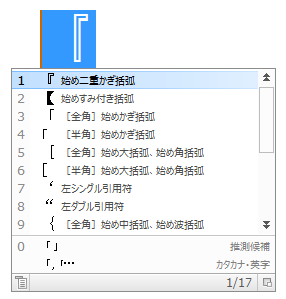 『
1 『 始め二重かぎ括弧
2 【 始めすみ付き括弧
3 「 [全角] 始めかぎ括弧
4 ｢ [半角] 始めかぎ括弧
5 ［ [全角] 始め大括弧、始め角括弧
6 [ [半角] 始め大括弧、始め角括弧
7 ‘ 左シングル引用符
8 “ 左ダブル引用符
9 ｛ [全角] 始め中括弧、始め波括弧
0 「」 推測候補
「,｢… カタカナ・英字
1/17